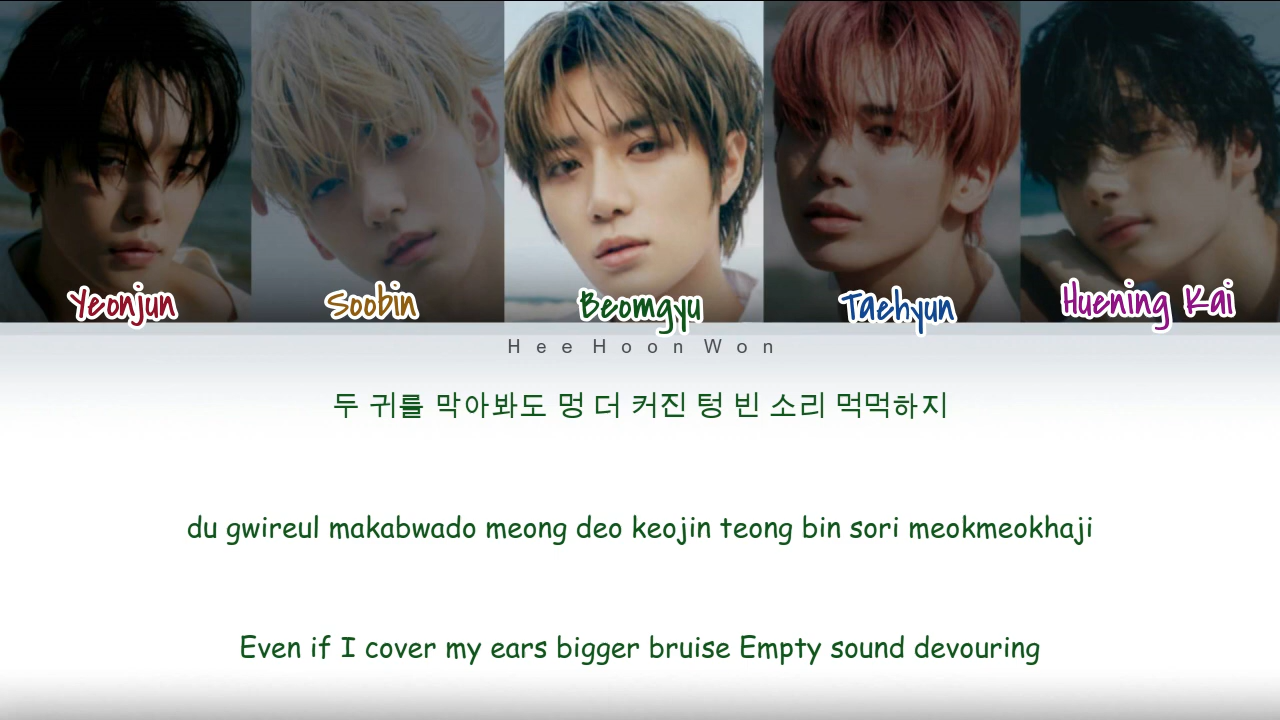 Yeonjun
Soobin
Beomgyu
Taehyun
Huening Kai
HeeHoonWon
두 귀를 막아봐도 멍 더 커진 텅 빈 소리 먹먹하지
du gwireul makabwado meong deo keojin teong bin sori meokmeokhaji
Even if I cover my ears bigger bruise Empty sound devouring